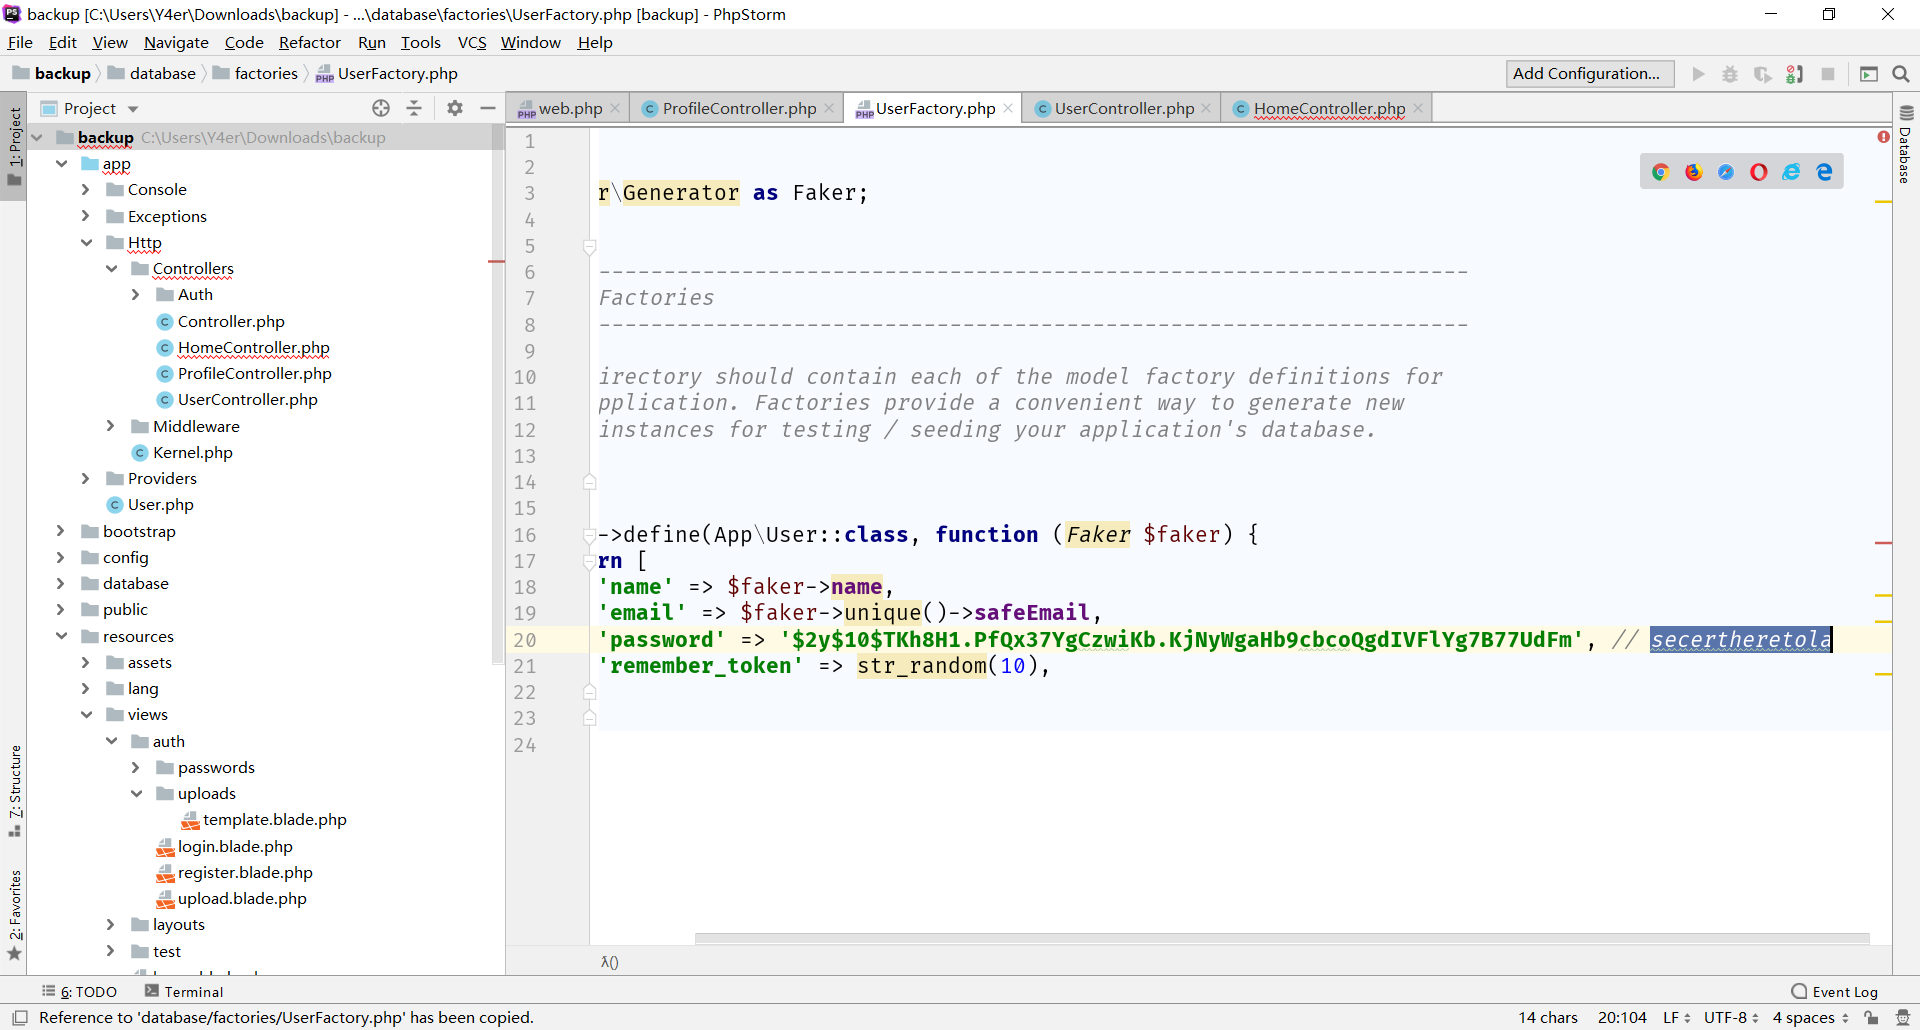 backup [C:\Users\Y4er\Downloads\backup] - ...\database\factories\UserFactory.php [backup] - PhpStorm
File Edit View Navigate Code Refactor Run Tools VCS Window Help
backup database factories UserFactory.php Add Configuration...
Project
web.php ProfileController.php UserFactory.php UserController.php HomeController.php
1: Project
7: Structure
2: Favorites
backup C:\Users\Y4er\Downloads\backup
app
Console
Exceptions
Http
Controllers
Auth
Controller.php
HomeController.php
ProfileController.php
UserController.php
Middleware
Kernel.php
Providers
User.php
bootstrap
config
database
public
resources
assets
lang
views
auth
passwords
uploads
template.blade.php
login.blade.php
register.blade.php
upload.blade.php
layouts
test
1
2
3 r\Generator as Faker;
4
5
6 --------------------------------------------------------------------
7 Factories
8 --------------------------------------------------------------------
9
10 irectory should contain each of the model factory definitions for
11 pplication. Factories provide a convenient way to generate new
12 instances for testing / seeding your application's database.
13
14
15
16 ->define(App\User::class, function (Faker $faker) {
17 rn [
18 'name' => $faker->name,
19 'email' => $faker->unique()->safeEmail,
20 'password' => '$2y$10$TKh8H1.PfQx37YgCzwiKb.KjNyWgaHb9cbcoQgdIVFlYg7B77UdFm', // secertheretola
21 'remember_token' => str_random(10),
22
23
24
λ()
Database
6: TODO Terminal Event Log
Reference to 'database/factories/UserFactory.php' has been copied. 14 chars 20:104 LF UTF-8 4 spaces